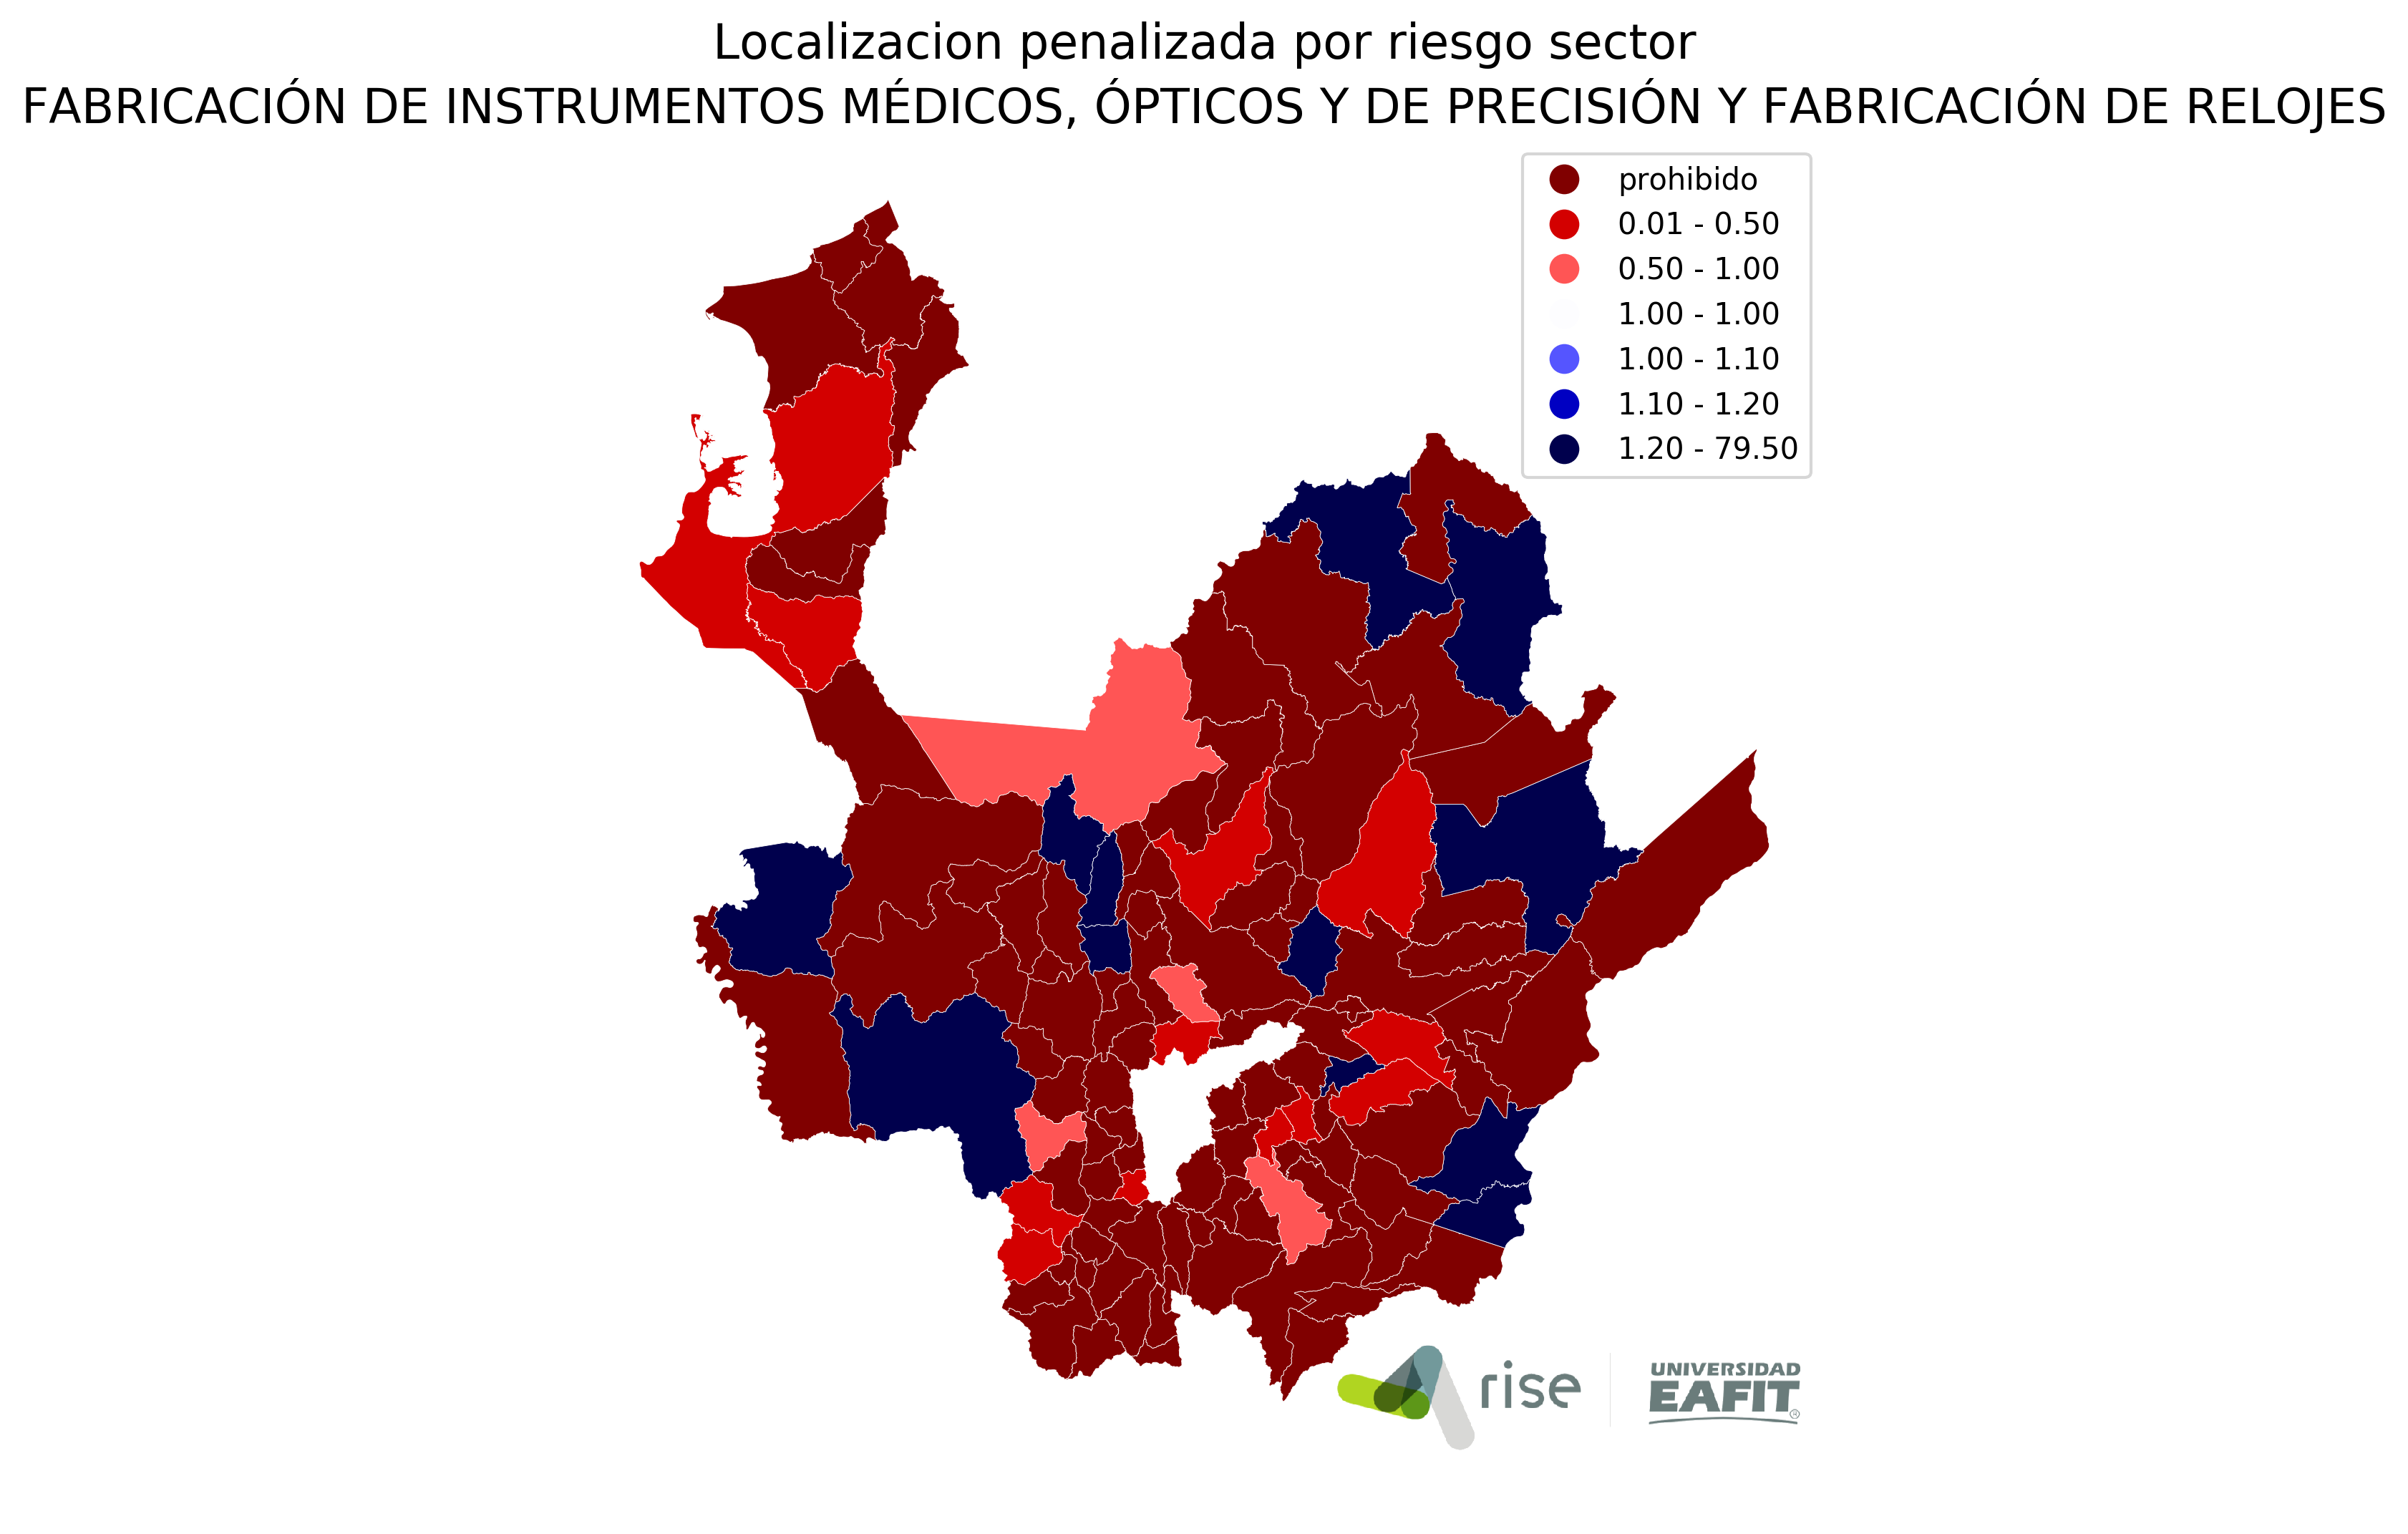 Localizacion penalizada por riesgo sector
FABRICACIÓN DE INSTRUMENTOS MÉDICOS, ÓPTICOS Y DE PRECISIÓN Y FABRICACIÓN DE RELOJES
prohibido
0.01 - 0.50
0.50 - 1.00
1.00 - 1.00
1.00 - 1.10
1.10 - 1.20
1.20 - 79.50
rise
UNIVERSIDAD
EAFIT®